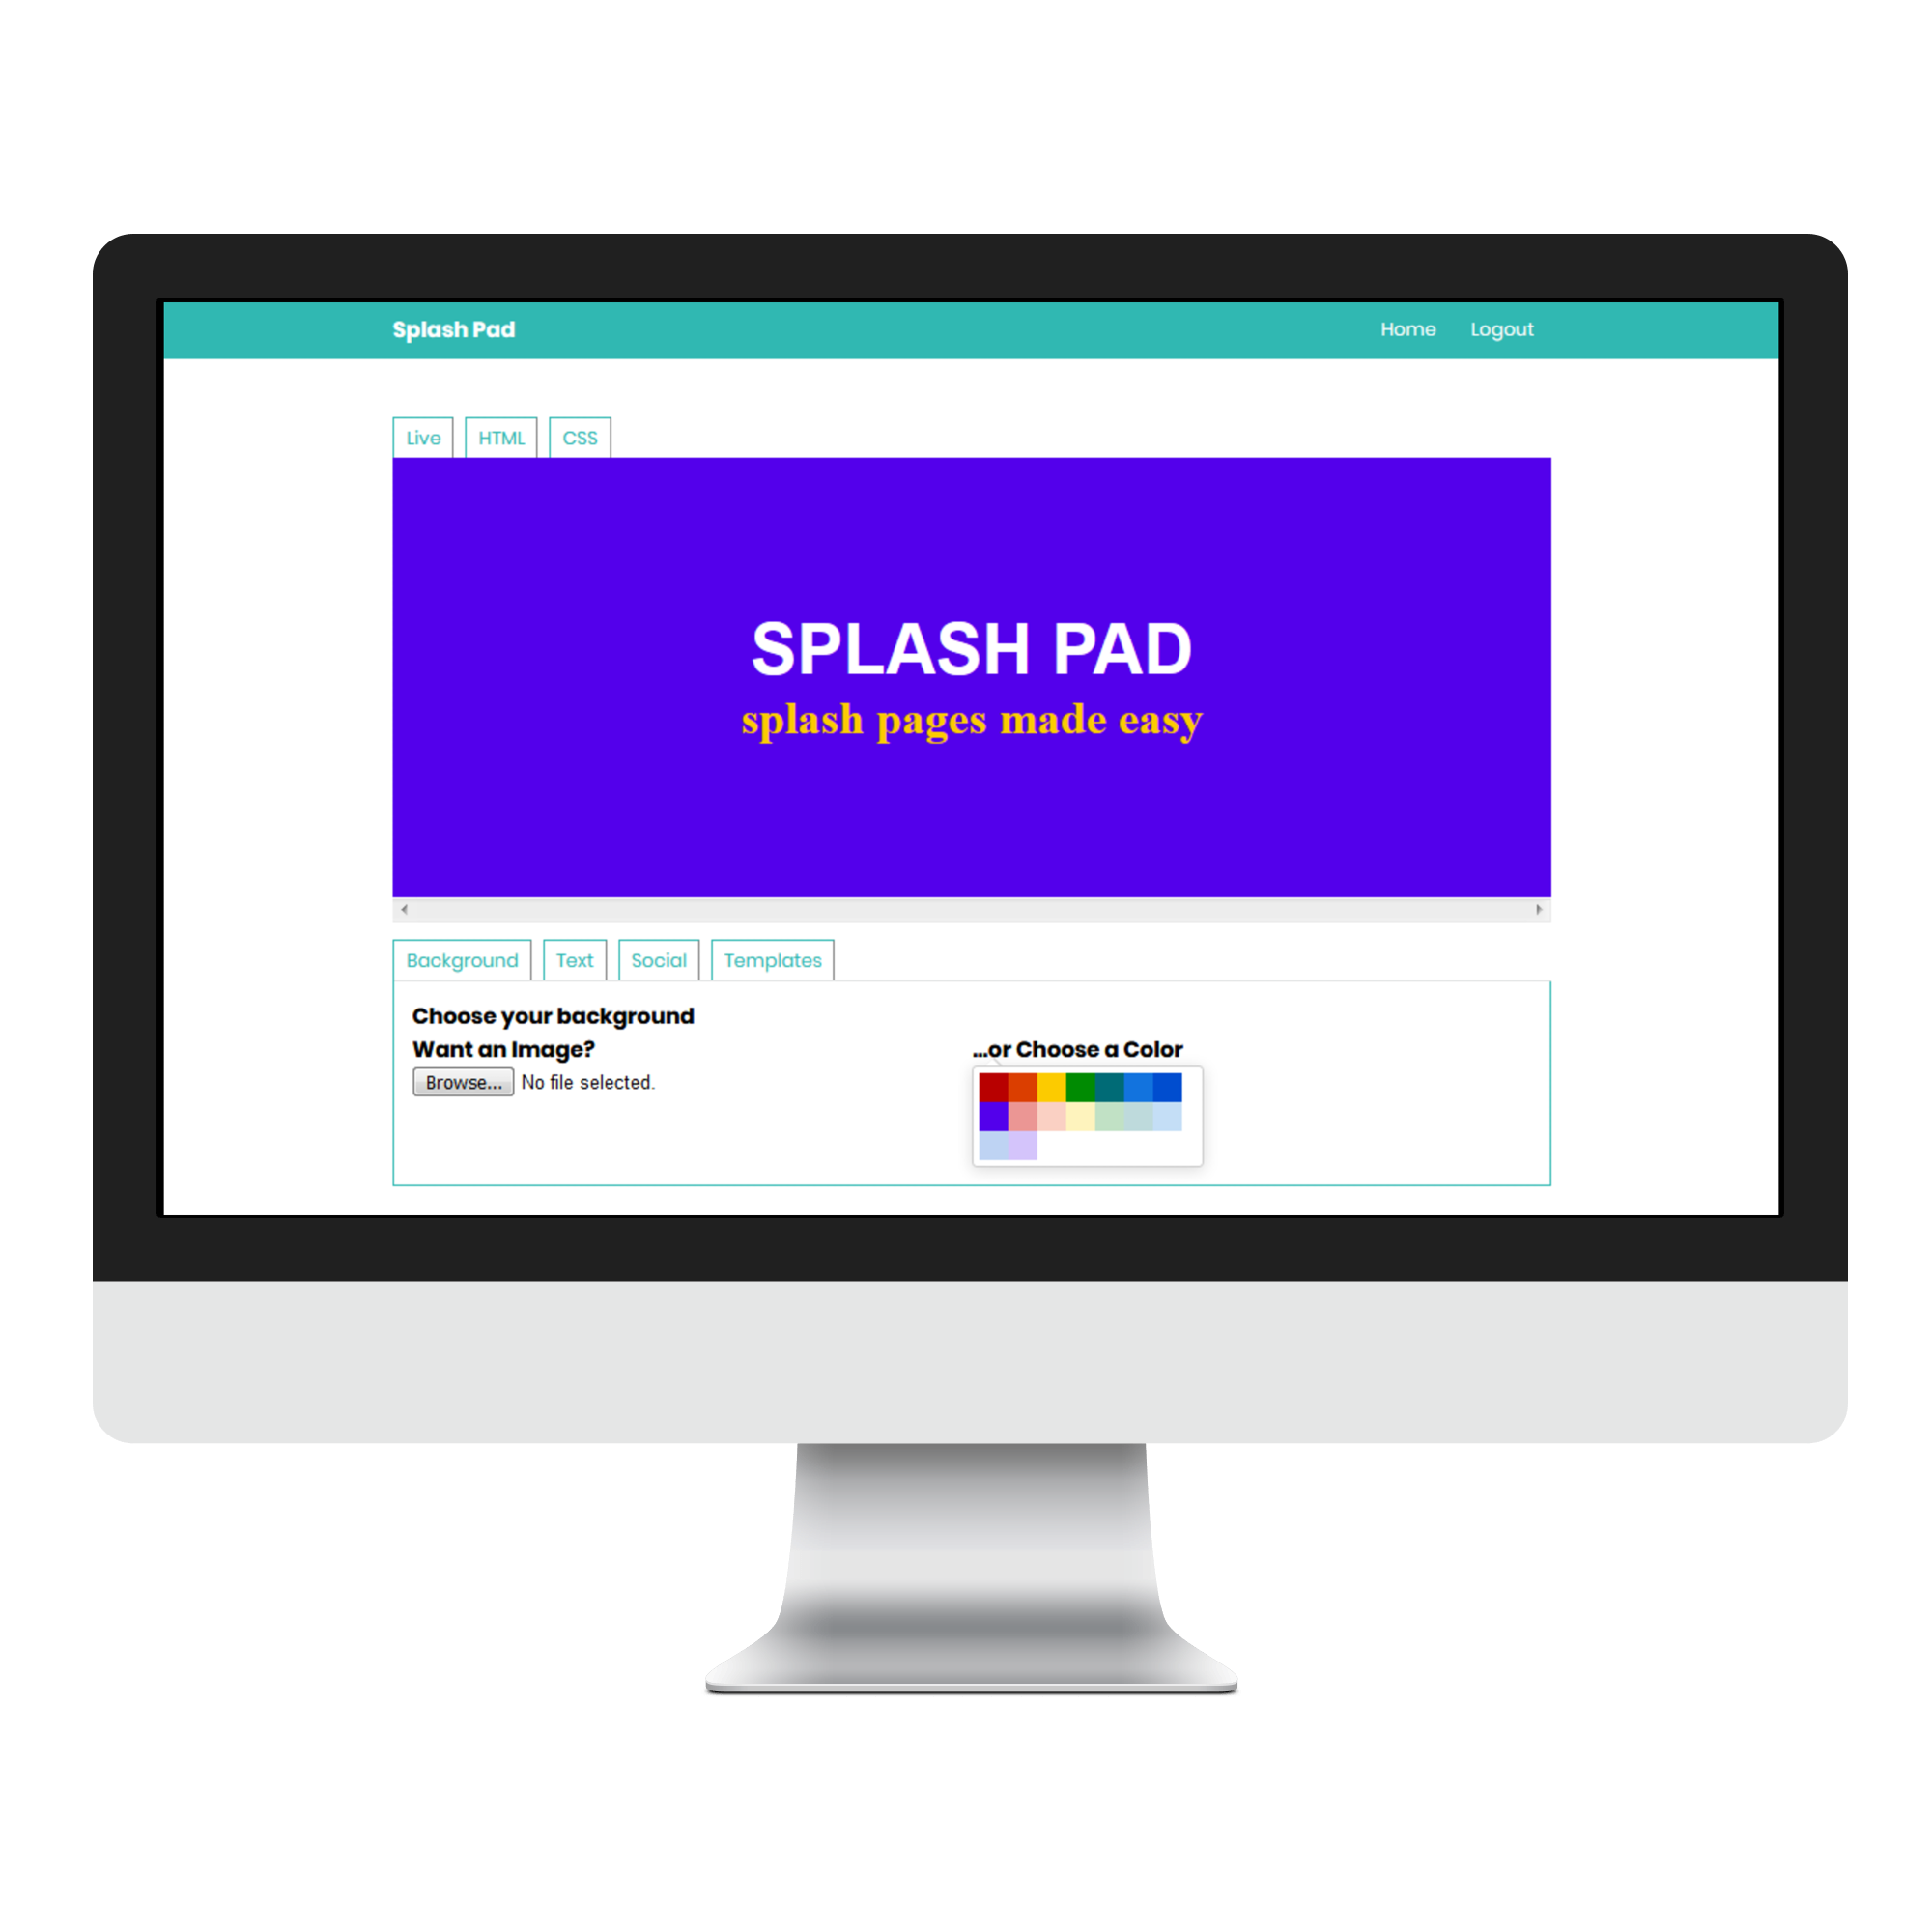 Splash Pad Home Logout
Live HTML CSS
SPLASH PAD
splash pages made easy
Background Text Social Templates
Choose your background
Want an Image? ...or Choose a Color
Browse... No file selected.